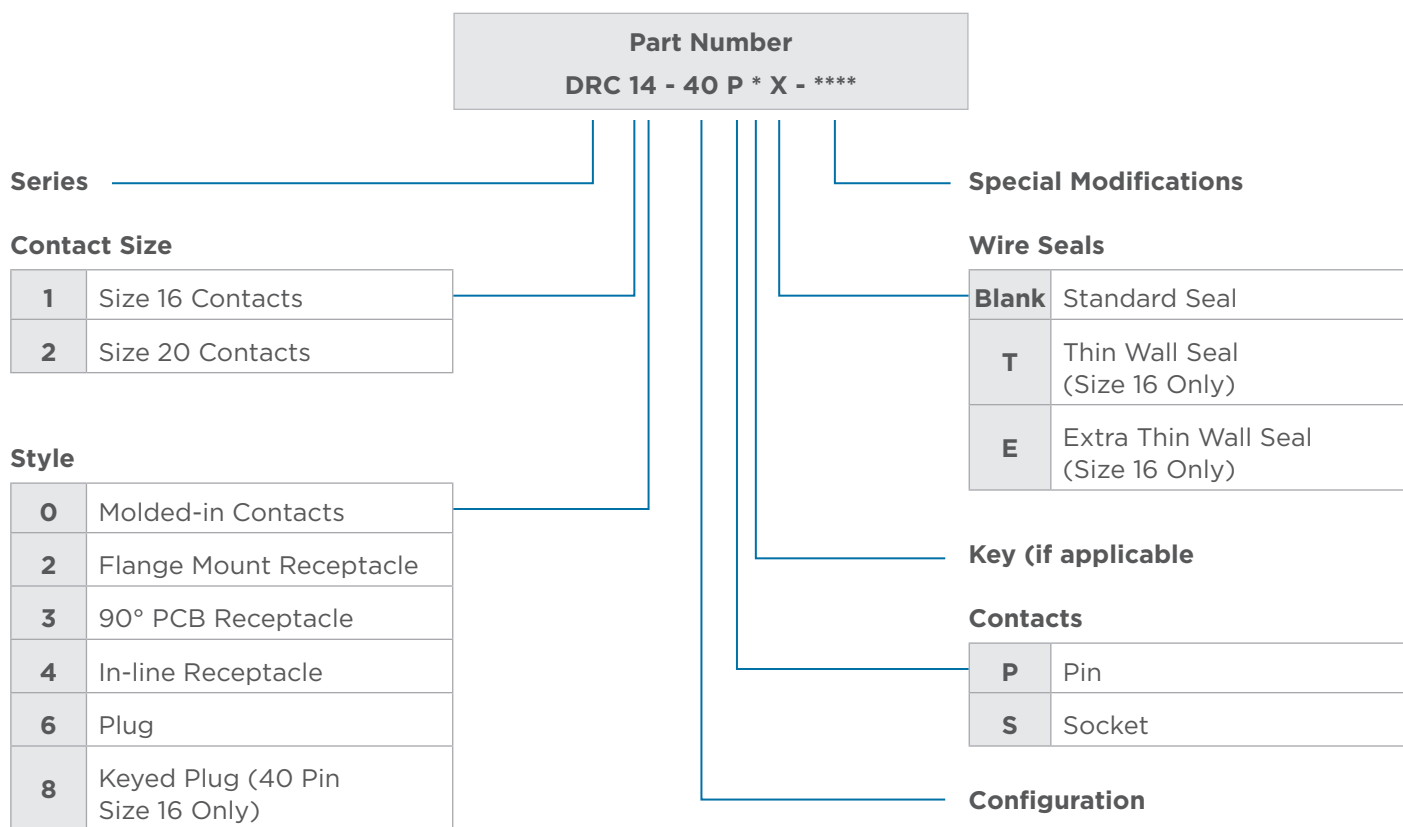 Part Number
DRC 14 - 40 P * X - ****
Series
Contact Size
1 Size 16 Contacts
2 Size 20 Contacts
Style
0 Molded-in Contacts
2 Flange Mount Receptacle
3 90° PCB Receptacle
4 In-line Receptacle
6 Plug
8 Keyed Plug (40 Pin
Size 16 Only)
Special Modifications
Wire Seals
Blank Standard Seal
T Thin Wall Seal
(Size 16 Only)
E Extra Thin Wall Seal
(Size 16 Only)
Key (if applicable
Contacts
P Pin
S Socket
Configuration